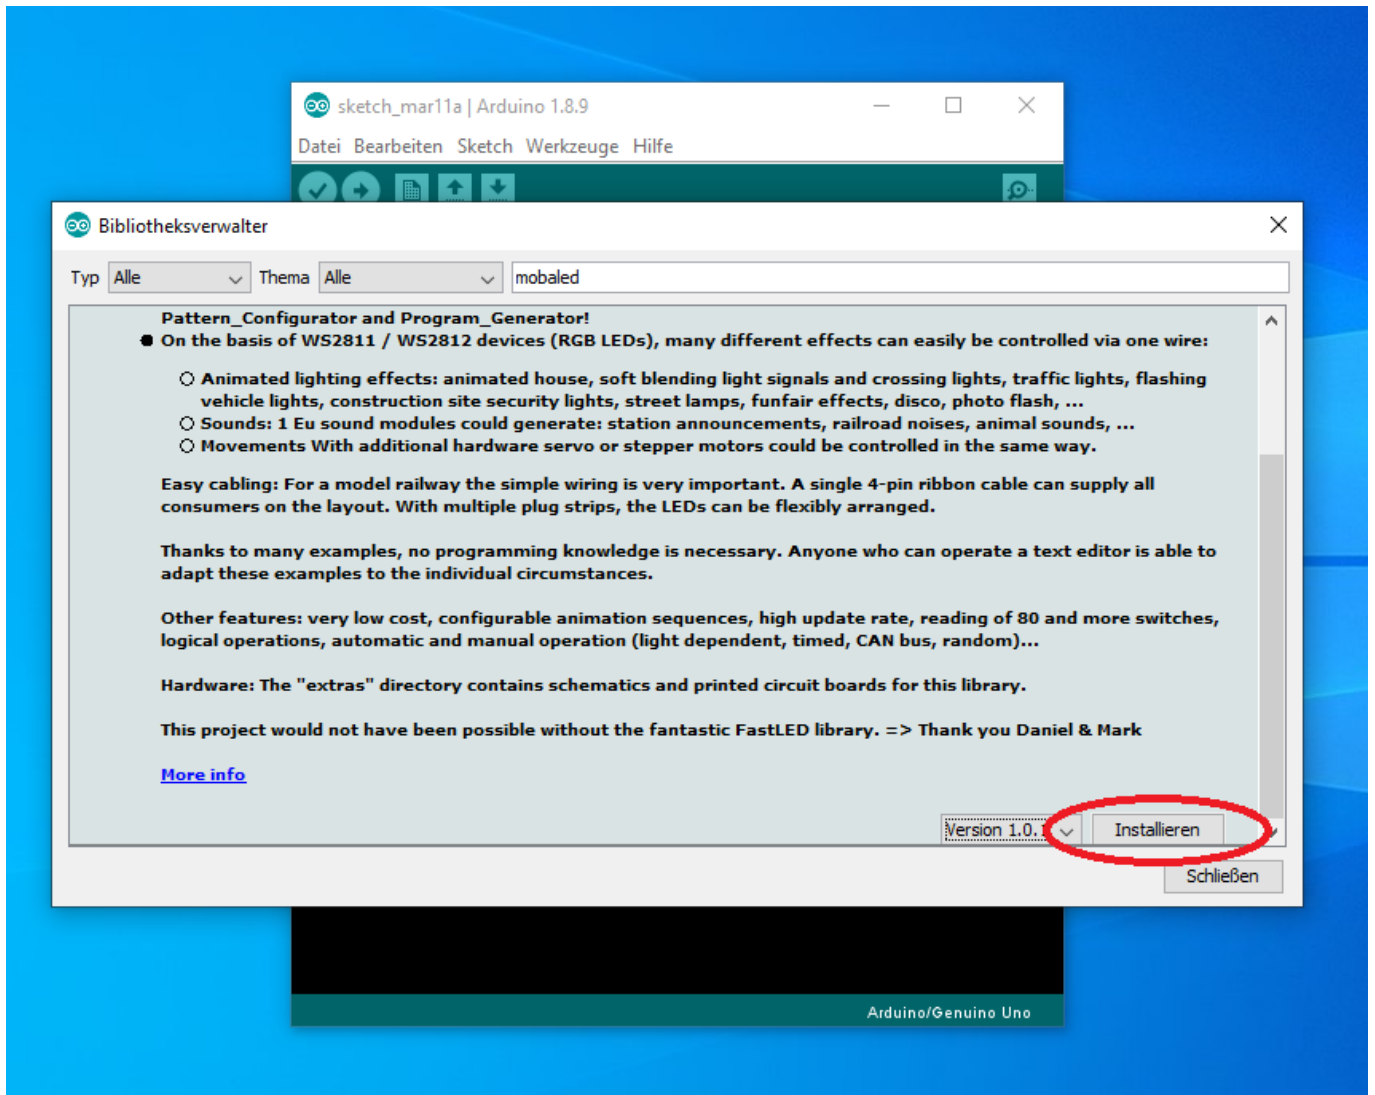 sketch_mar11a | Arduino 1.8.9
Datei Bearbeiten Sketch Werkzeuge Hilfe
Bibliotheksverwalter
Typ Alle Thema Alle mobaled
Pattern_Configurator and Program_Generator!
On the basis of WS2811 / WS2812 devices (RGB LEDs), many different effects can easily be controlled via one wire:
Animated lighting effects: animated house, soft blending light signals and crossing lights, traffic lights, flashing
vehicle lights, construction site security lights, street lamps, funfair effects, disco, photo flash, ...
Sounds: 1 Eu sound modules could generate: station announcements, railroad noises, animal sounds, ...
Movements With additional hardware servo or stepper motors could be controlled in the same way.
Easy cabling: For a model railway the simple wiring is very important. A single 4-pin ribbon cable can supply all
consumers on the layout. With multiple plug strips, the LEDs can be flexibly arranged.
Thanks to many examples, no programming knowledge is necessary. Anyone who can operate a text editor is able to
adapt these examples to the individual circumstances.
Other features: very low cost, configurable animation sequences, high update rate, reading of 80 and more switches,
logical operations, automatic and manual operation (light dependent, timed, CAN bus, random)...
Hardware: The "extras" directory contains schematics and printed circuit boards for this library.
This project would not have been possible without the fantastic FastLED library. => Thank you Daniel & Mark
More info
Version 1.0.1 Installieren
Schließen
Arduino/Genuino Uno